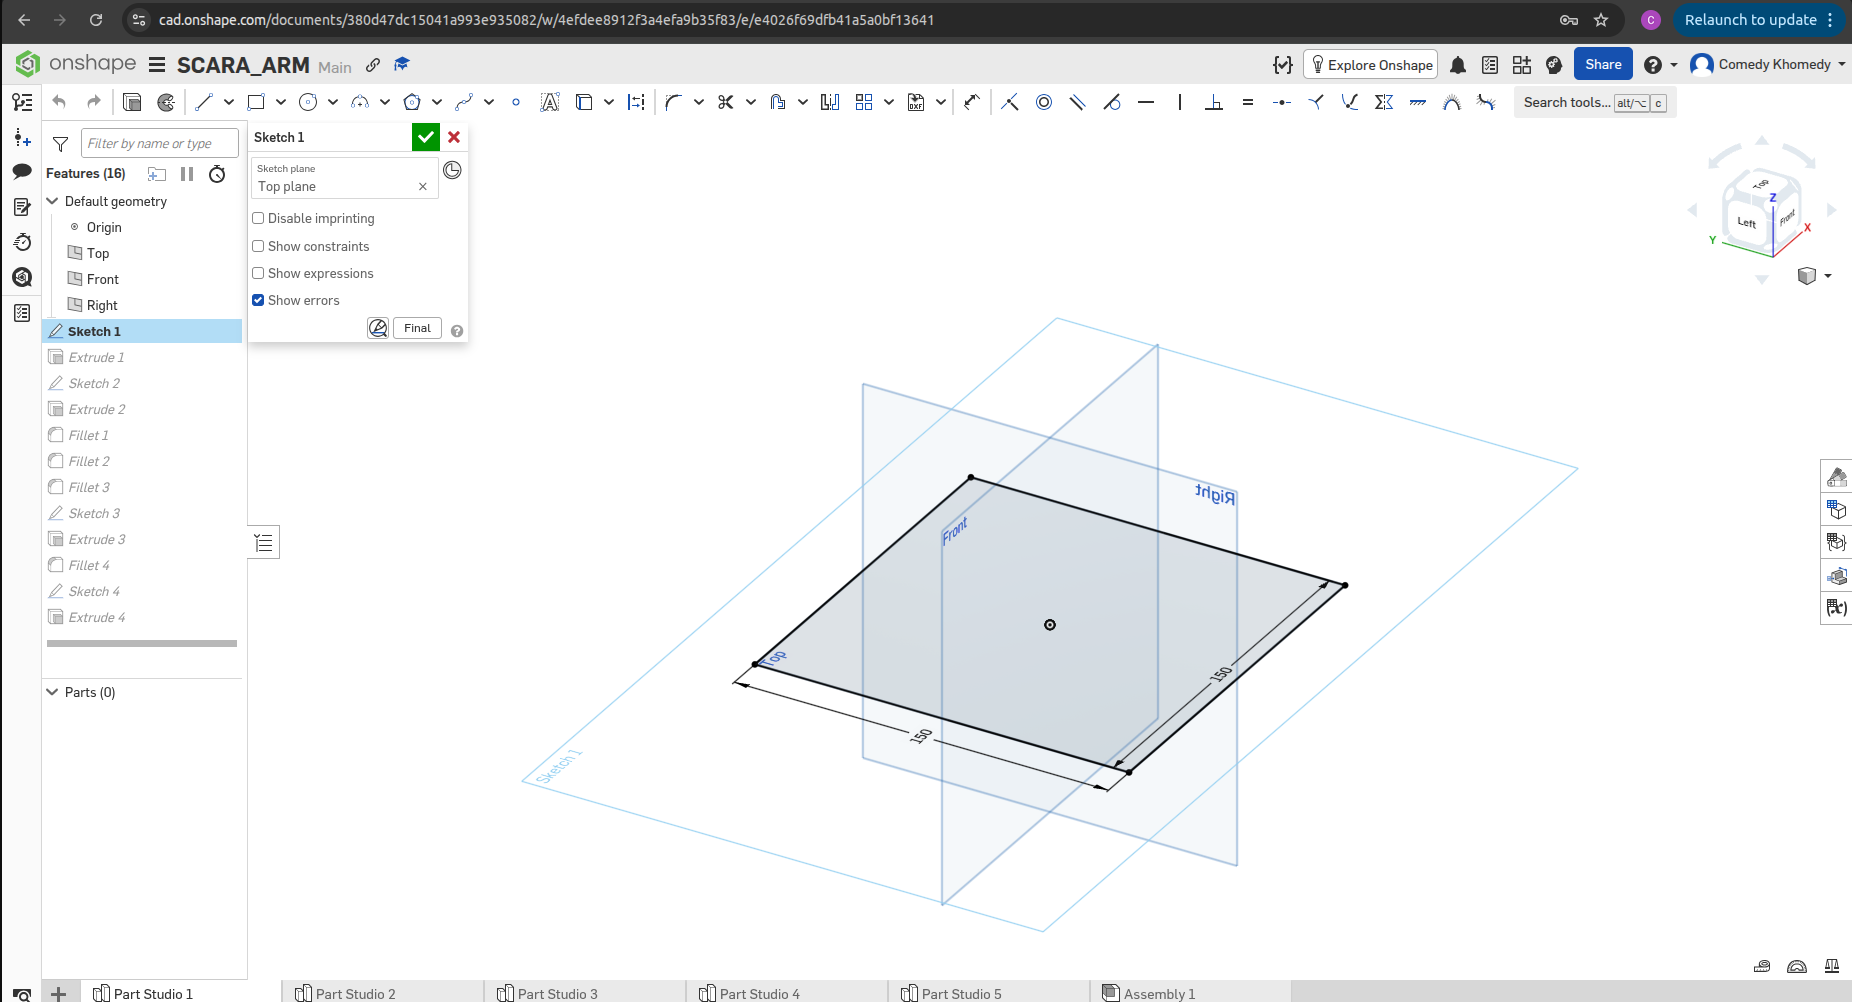 cad.onshape.com/documents/380d47dc15041a993e935082/w/4efdee8912f3a4efa9b35f83/e/e4026f69dfb41a5a0bf13641
C
Relaunch to update
onshape
SCARA_ARM Main
Explore Onshape
Share
Comedy Khomedy
DXF
Search tools... alt/⌥ c
Filter by name or type
Features (16)
Default geometry
Origin
Top
Front
Right
Sketch 1
Extrude 1
Sketch 2
Extrude 2
Fillet 1
Fillet 2
Fillet 3
Sketch 3
Extrude 3
Fillet 4
Sketch 4
Extrude 4
Parts (0)
Sketch 1
Sketch plane
Top plane
Disable imprinting
Show constraints
Show expressions
Show errors
Final
Top
Left
Front
Z
Y
X
Right
Front
Top
150
150
Sketch 1
Part Studio 1
Part Studio 2
Part Studio 3
Part Studio 4
Part Studio 5
Assembly 1